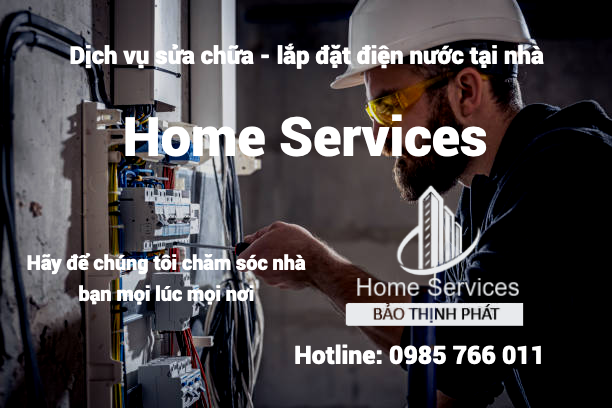 Dịch vụ sửa chữa - lắp đặt điện nước tại nhà
Home Services
Hãy để chúng tôi chăm sóc nhà
bạn mọi lúc mọi nơi
Home Services
BẢO THỊNH PHÁT
Hotline: 0985 766 011